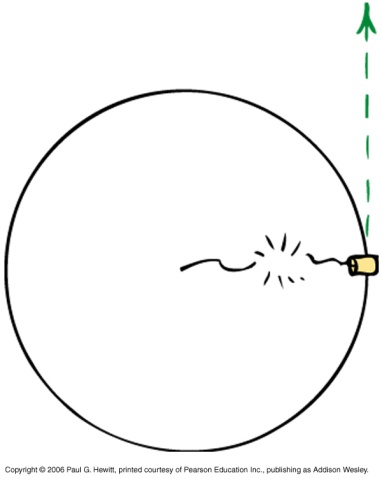 Copyright © 2006 Paul G. Hewitt, printed courtesy of Pearson Education Inc., publishing as Addison Wesley.